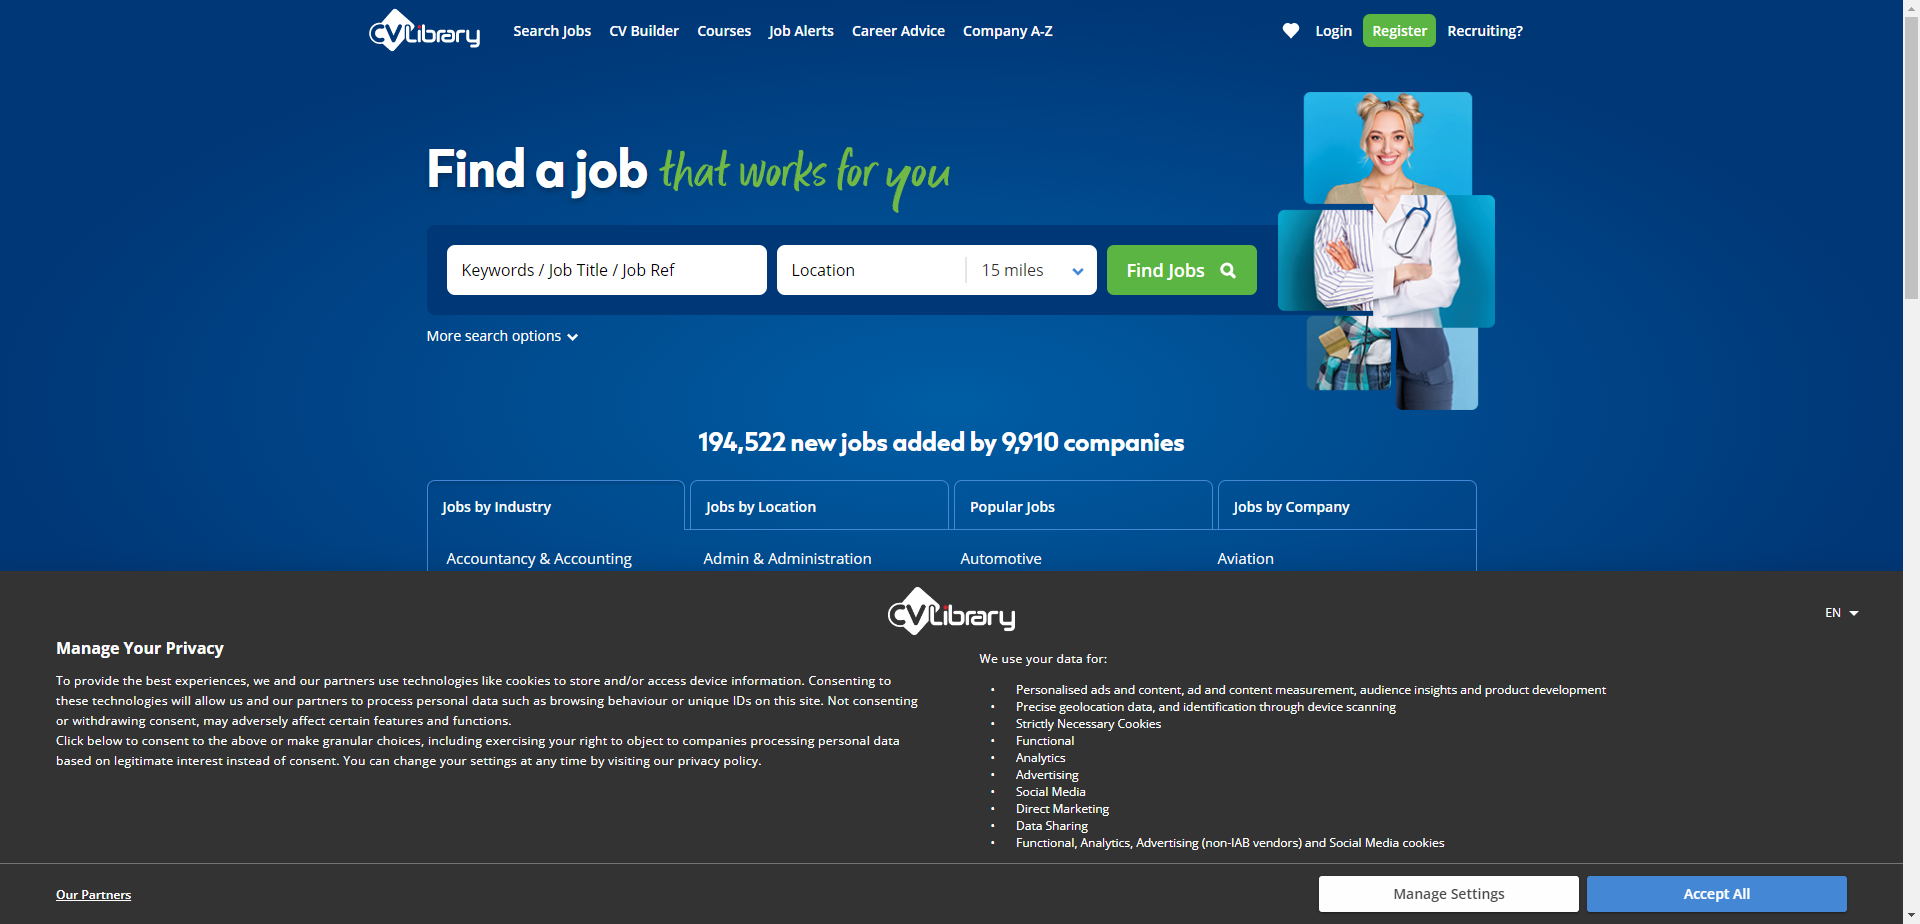 CVLibrary Search Jobs CV Builder Courses Job Alerts Career Advice Company A-Z Login Register Recruiting?
Find a job that works for you
Keywords / Job Title / Job Ref Location 15 miles Find Jobs
More search options
194,522 new jobs added by 9,910 companies
Jobs by Industry Jobs by Location Popular Jobs Jobs by Company
Accountancy & Accounting Admin & Administration Automotive Aviation
CVLibrary
EN
Manage Your Privacy
To provide the best experiences, we and our partners use technologies like cookies to store and/or access device information. Consenting to
these technologies will allow us and our partners to process personal data such as browsing behaviour or unique IDs on this site. Not consenting
or withdrawing consent, may adversely affect certain features and functions.
Click below to consent to the above or make granular choices, including exercising your right to object to companies processing personal data
based on legitimate interest instead of consent. You can change your settings at any time by visiting our privacy policy.
We use your data for:
• Personalised ads and content, ad and content measurement, audience insights and product development
• Precise geolocation data, and identification through device scanning
• Strictly Necessary Cookies
• Functional
• Analytics
• Advertising
• Social Media
• Direct Marketing
• Data Sharing
• Functional, Analytics, Advertising (non-IAB vendors) and Social Media cookies
Our Partners Manage Settings Accept All